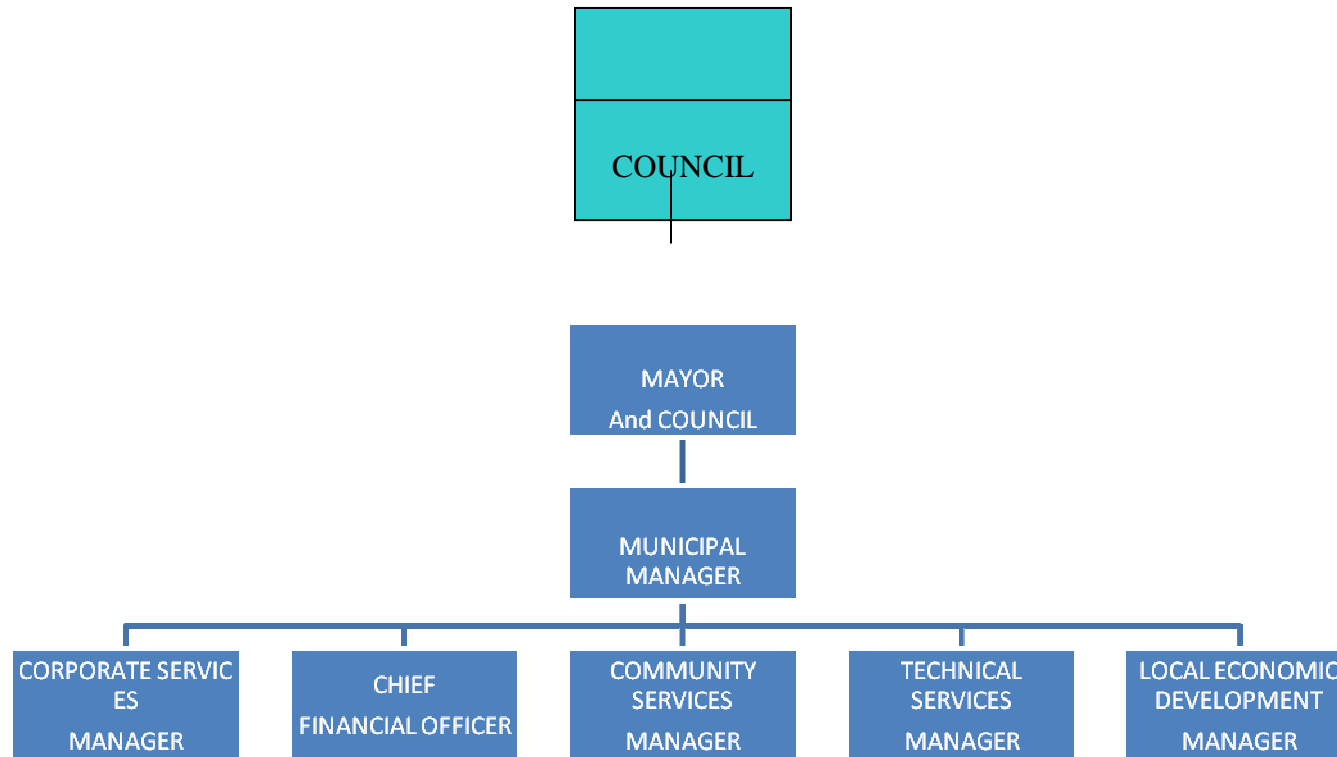 COUNCIL
MAYOR
And COUNCIL
MUNICIPAL
MANAGER
CORPORATE SERVIC
ES
MANAGER
CHIEF
FINANCIAL OFFICER
COMMUNITY
SERVICES
MANAGER
TECHNICAL
SERVICES
MANAGER
LOCAL ECONOMIC
DEVELOPMENT
MANAGER